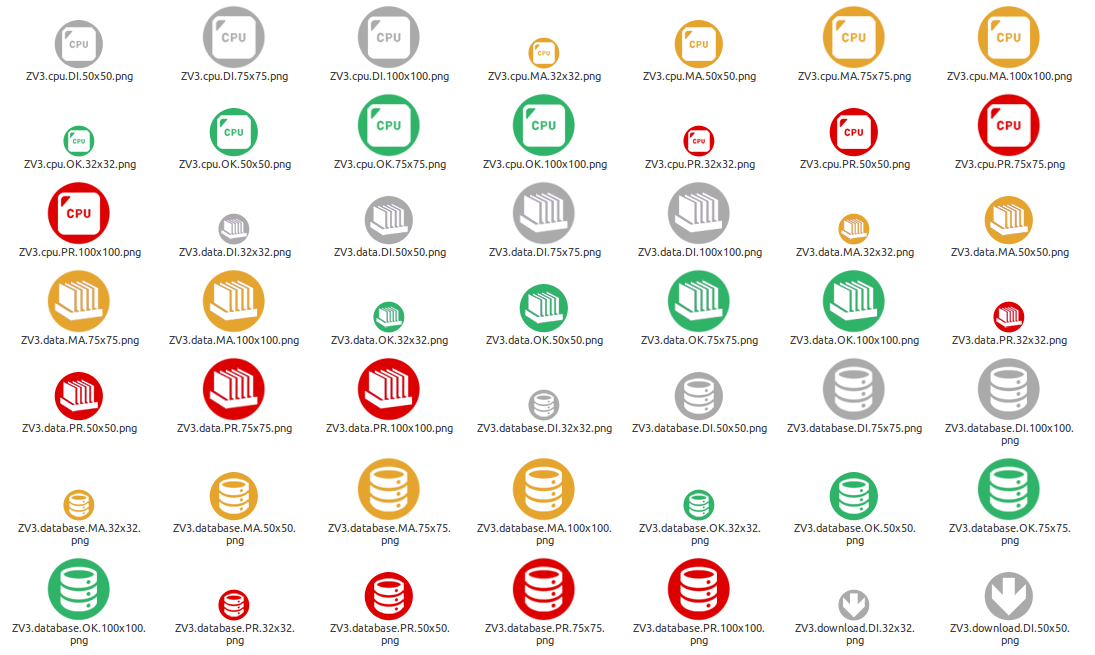 CPU CPU CPU CPU CPU CPU CPU
ZV3.cpu.DI.50x50.png ZV3.cpu.DI.75x75.png ZV3.cpu.DI.100x100.png ZV3.cpu.MA.32x32.png ZV3.cpu.MA.50x50.png ZV3.cpu.MA.75x75.png ZV3.cpu.MA.100x100.png
CPU CPU CPU CPU CPU CPU CPU
ZV3.cpu.OK.32x32.png ZV3.cpu.OK.50x50.png ZV3.cpu.OK.75x75.png ZV3.cpu.OK.100x100.png ZV3.cpu.PR.32x32.png ZV3.cpu.PR.50x50.png ZV3.cpu.PR.75x75.png
CPU
ZV3.cpu.PR.100x100.png ZV3.data.DI.32x32.png ZV3.data.DI.50x50.png ZV3.data.DI.75x75.png ZV3.data.DI.100x100.png ZV3.data.MA.32x32.png ZV3.data.MA.50x50.png
ZV3.data.MA.75x75.png ZV3.data.MA.100x100.png ZV3.data.OK.32x32.png ZV3.data.OK.50x50.png ZV3.data.OK.75x75.png ZV3.data.OK.100x100.png ZV3.data.PR.32x32.png
ZV3.data.PR.50x50.png ZV3.data.PR.75x75.png ZV3.data.PR.100x100.png ZV3.database.DI.32x32.png ZV3.database.DI.50x50.png ZV3.database.DI.75x75.png ZV3.database.DI.100x100.
png
ZV3.database.MA.32x32. ZV3.database.MA.50x50. ZV3.database.MA.75x75. ZV3.database.MA.100x100. ZV3.database.OK.32x32. ZV3.database.OK.50x50. ZV3.database.OK.75x75.
png png png png png png png
ZV3.database.OK.100x100. ZV3.database.PR.32x32. ZV3.database.PR.50x50. ZV3.database.PR.75x75. ZV3.database.PR.100x100. ZV3.download.DI.32x32. ZV3.download.DI.50x50.
png png png png png png png